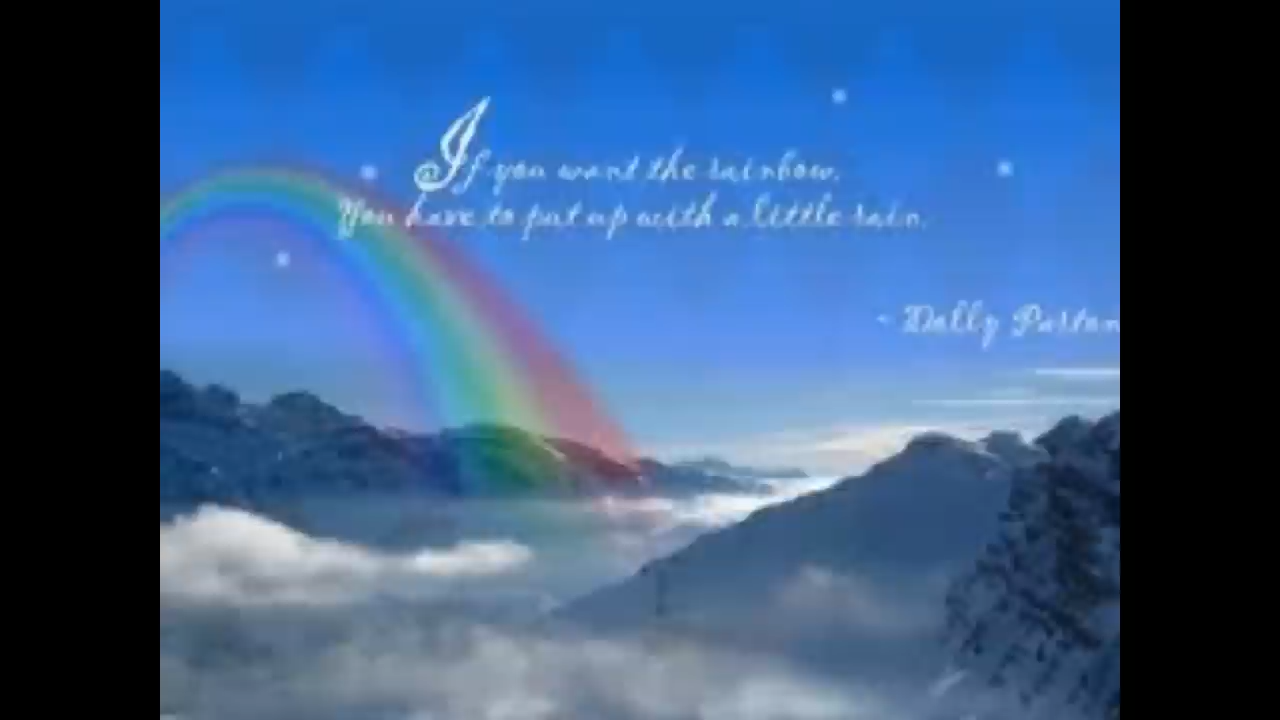 If you want the rainbow,
You have to put up with a little rain.
~ Dolly Parton